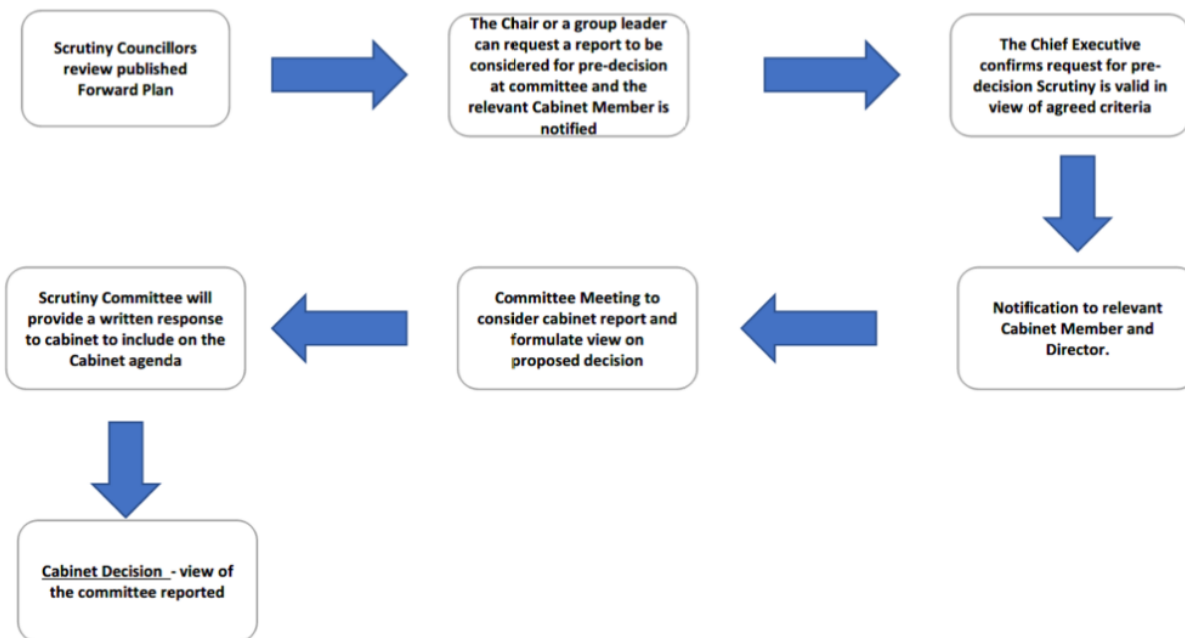 Scrutiny Councillors
review published
Forward Plan
The Chair or a group leader
can request a report to be
considered for pre-decision
at committee and the
relevant Cabinet Member is
notified
The Chief Executive
confirms request for pre-
decision Scrutiny is valid in
view of agreed criteria
Notification to relevant
Cabinet Member and
Director.
Committee Meeting to
consider cabinet report and
formulate view on
proposed decision
Scrutiny Committee will
provide a written response
to cabinet to include on the
Cabinet agenda
Cabinet Decision - view of
the committee reported